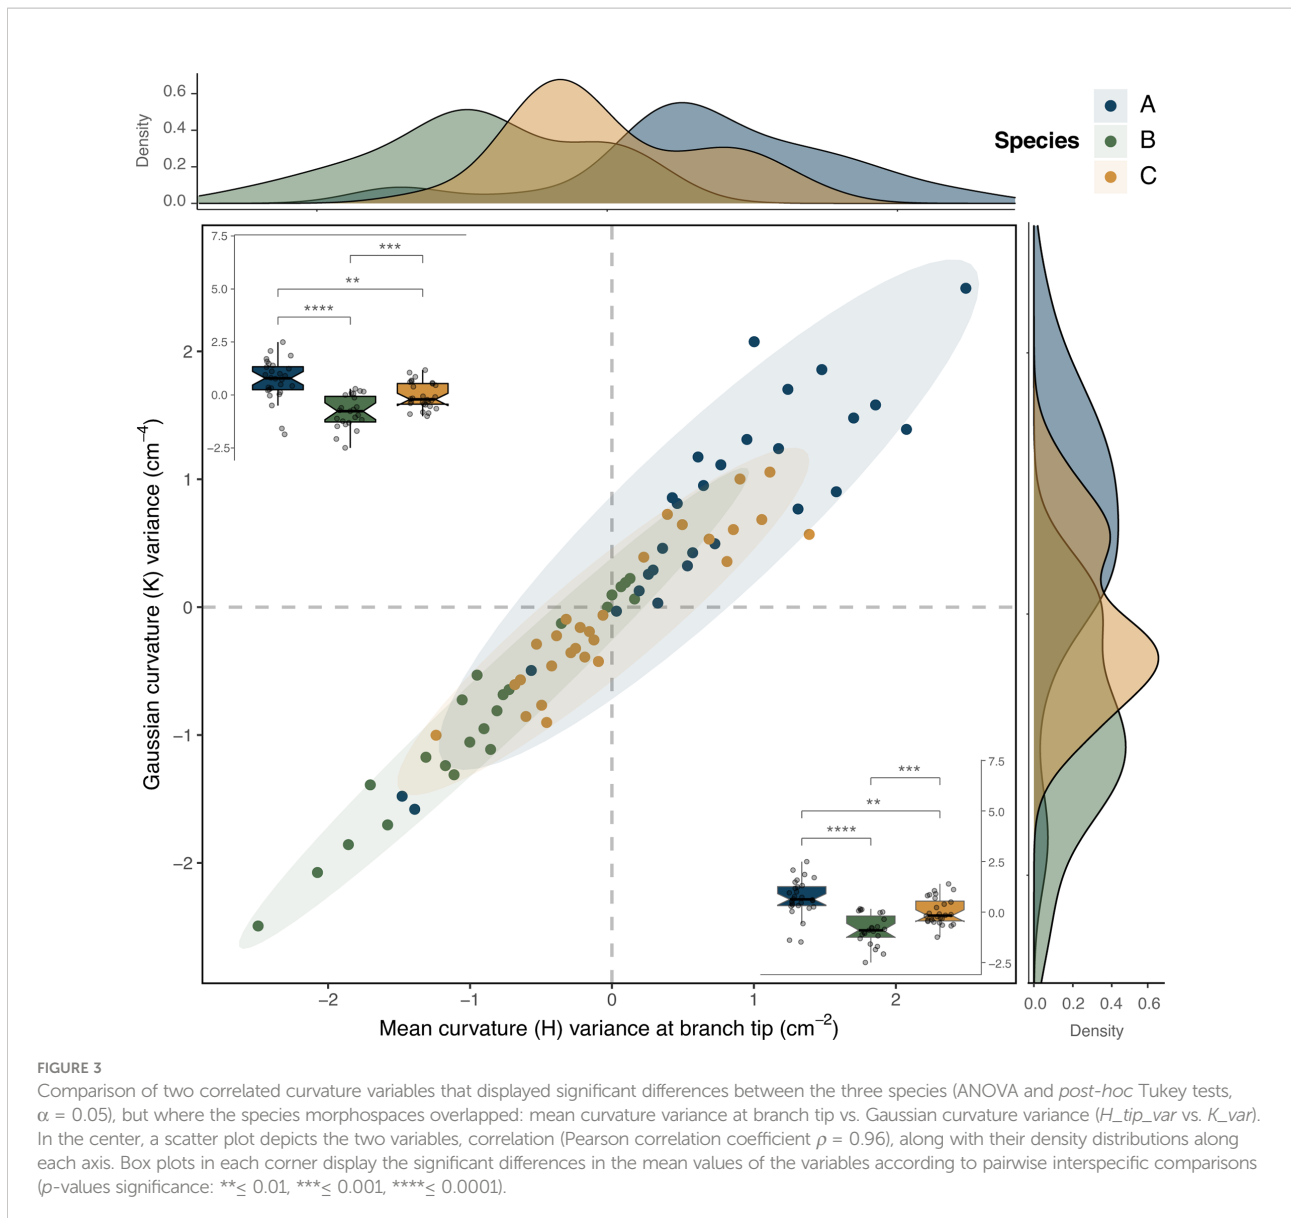 Density
0.6
0.4
0.2
0.0
Species
A
B
C
7.5
5.0
2.5
0.0
−2.5
***
**
****
Gaussian curvature (K) variance (cm−4)
2
1
0
−1
−2
***
**
****
7.5
5.0
2.5
0.0
−2.5
−2
−1
0
1
2
Mean curvature (H) variance at branch tip (cm−2)
0.0
0.2
0.4
0.6
Density
FIGURE 3
Comparison of two correlated curvature variables that displayed significant differences between the three species (ANOVA and post-hoc Tukey tests,
α = 0.05), but where the species morphospaces overlapped: mean curvature variance at branch tip vs. Gaussian curvature variance (H_tip_var vs. K_var).
In the center, a scatter plot depicts the two variables, correlation (Pearson correlation coefficient ρ = 0.96), along with their density distributions along
each axis. Box plots in each corner display the significant differences in the mean values of the variables according to pairwise interspecific comparisons
(p-values significance: **≤ 0.01, ***≤ 0.001, ****≤ 0.0001).